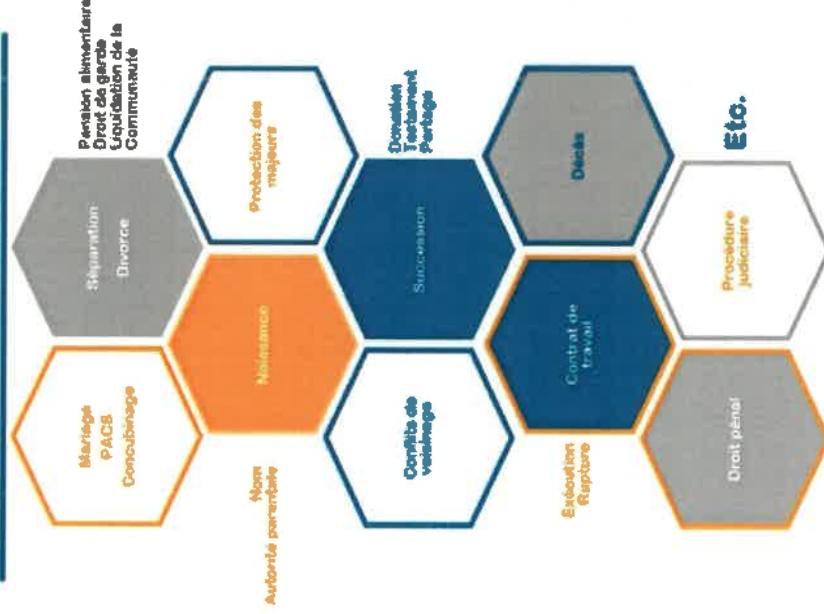 Pension alimentaire
Droit de garde
Liquidation de la
Communauté
Mariage
PACS
Concubinage
Séparation
Divorce
Nom
Autorité parentale
Naissance
Protection des
majeurs
Conflits de
voisinage
Succession
Donation
Testament
Partage
Exécution
Rupture
Contrat de
travail
Décès
Droit pénal
Procédure
judiciaire
Etc.